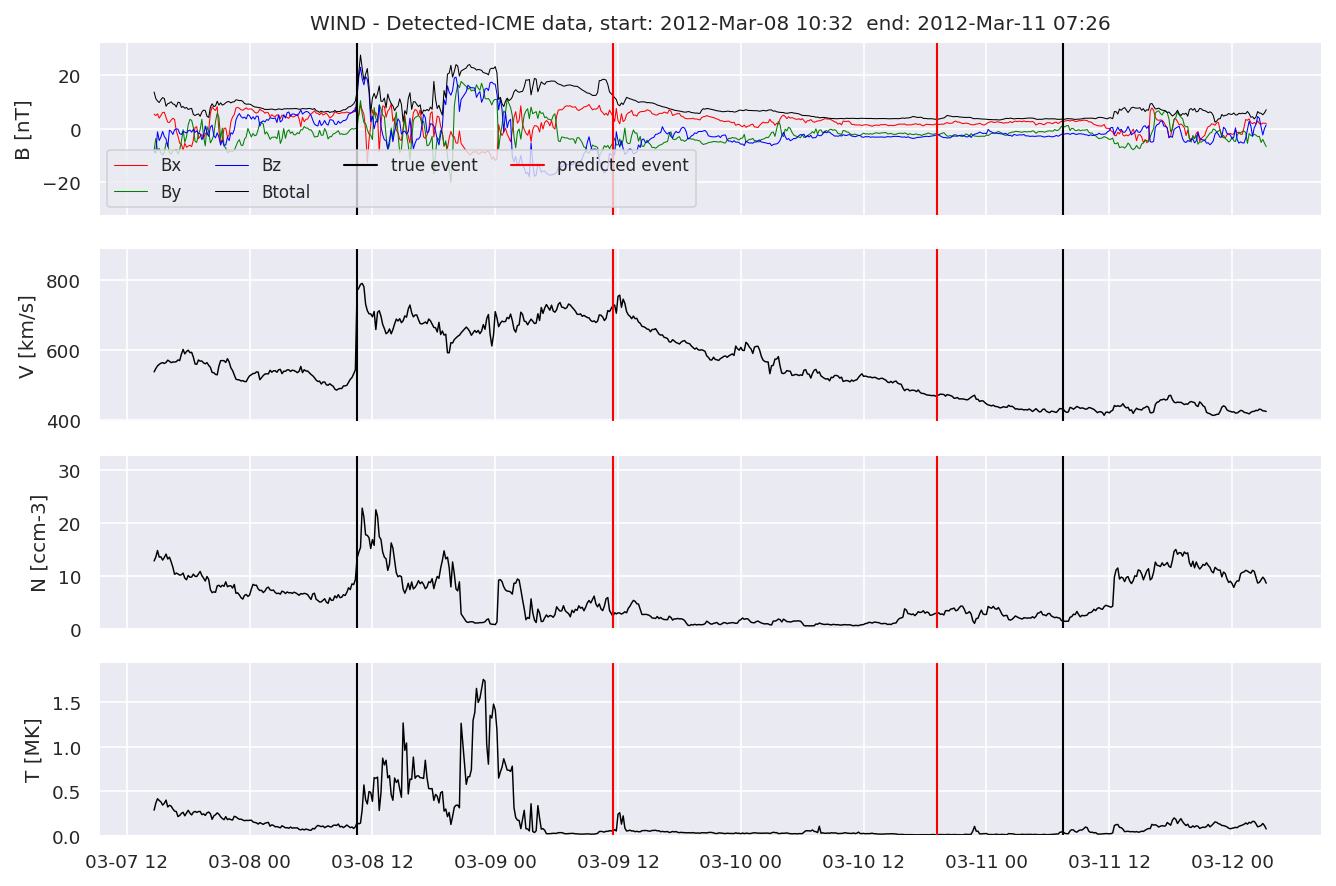 WIND - Detected-ICME data, start: 2012-Mar-08 10:32  end: 2012-Mar-11 07:26
B [nT]
20
0
−20
Bx Bz true event predicted event
By Btotal
V [km/s]
800
600
400
N [ccm-3]
30
20
10
0
T [MK]
1.5
1.0
0.5
0.0
03-07 12 03-08 00 03-08 12 03-09 00 03-09 12 03-10 00 03-10 12 03-11 00 03-11 12 03-12 00